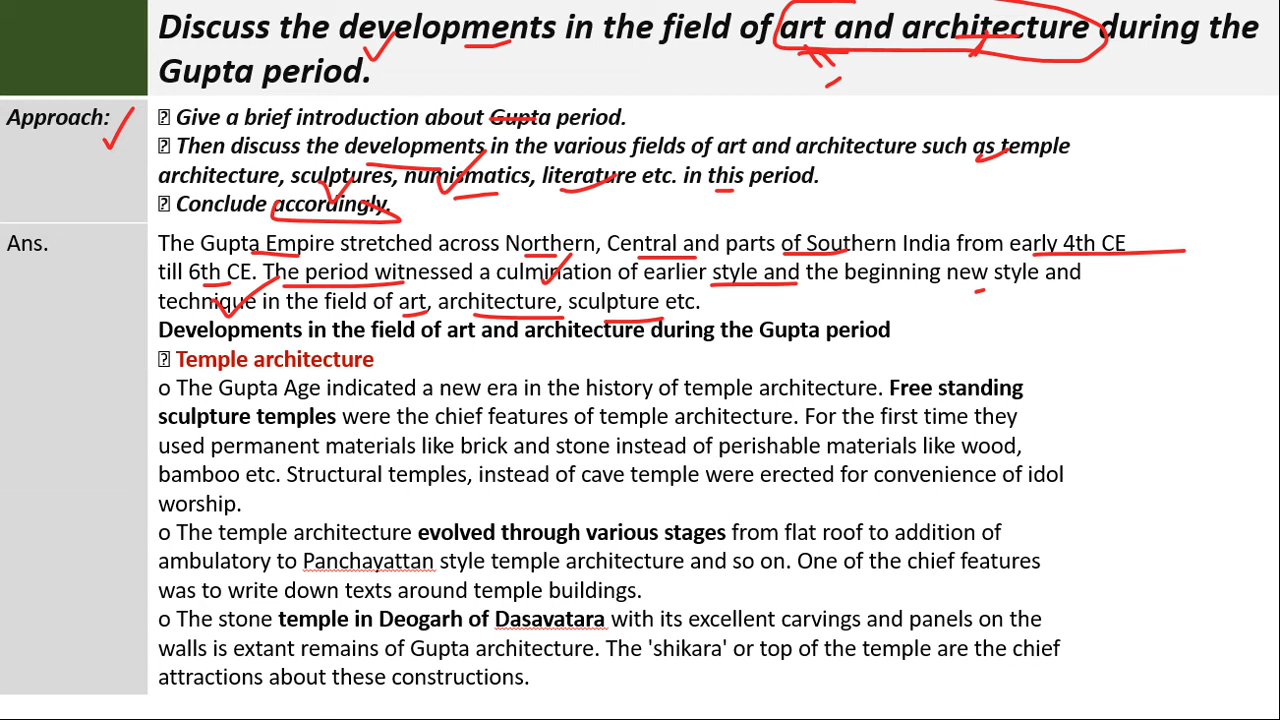 Discuss the developments in the field of art and architecture during the
Gupta period.
Approach:
Give a brief introduction about Gupta period.
Then discuss the developments in the various fields of art and architecture such as temple
architecture, sculptures, numismatics, literature etc. in this period.
Conclude accordingly.
Ans.
The Gupta Empire stretched across Northern, Central and parts of Southern India from early 4th CE
till 6th CE. The period witnessed a culmination of earlier style and the beginning new style and
technique in the field of art, architecture, sculpture etc.
Developments in the field of art and architecture during the Gupta period
Temple architecture
o The Gupta Age indicated a new era in the history of temple architecture. Free standing
sculpture temples were the chief features of temple architecture. For the first time they
used permanent materials like brick and stone instead of perishable materials like wood,
bamboo etc. Structural temples, instead of cave temple were erected for convenience of idol
worship.
o The temple architecture evolved through various stages from flat roof to addition of
ambulatory to Panchayattan style temple architecture and so on. One of the chief features
was to write down texts around temple buildings.
o The stone temple in Deogarh of Dasavatara with its excellent carvings and panels on the
walls is extant remains of Gupta architecture. The 'shikara' or top of the temple are the chief
attractions about these constructions.